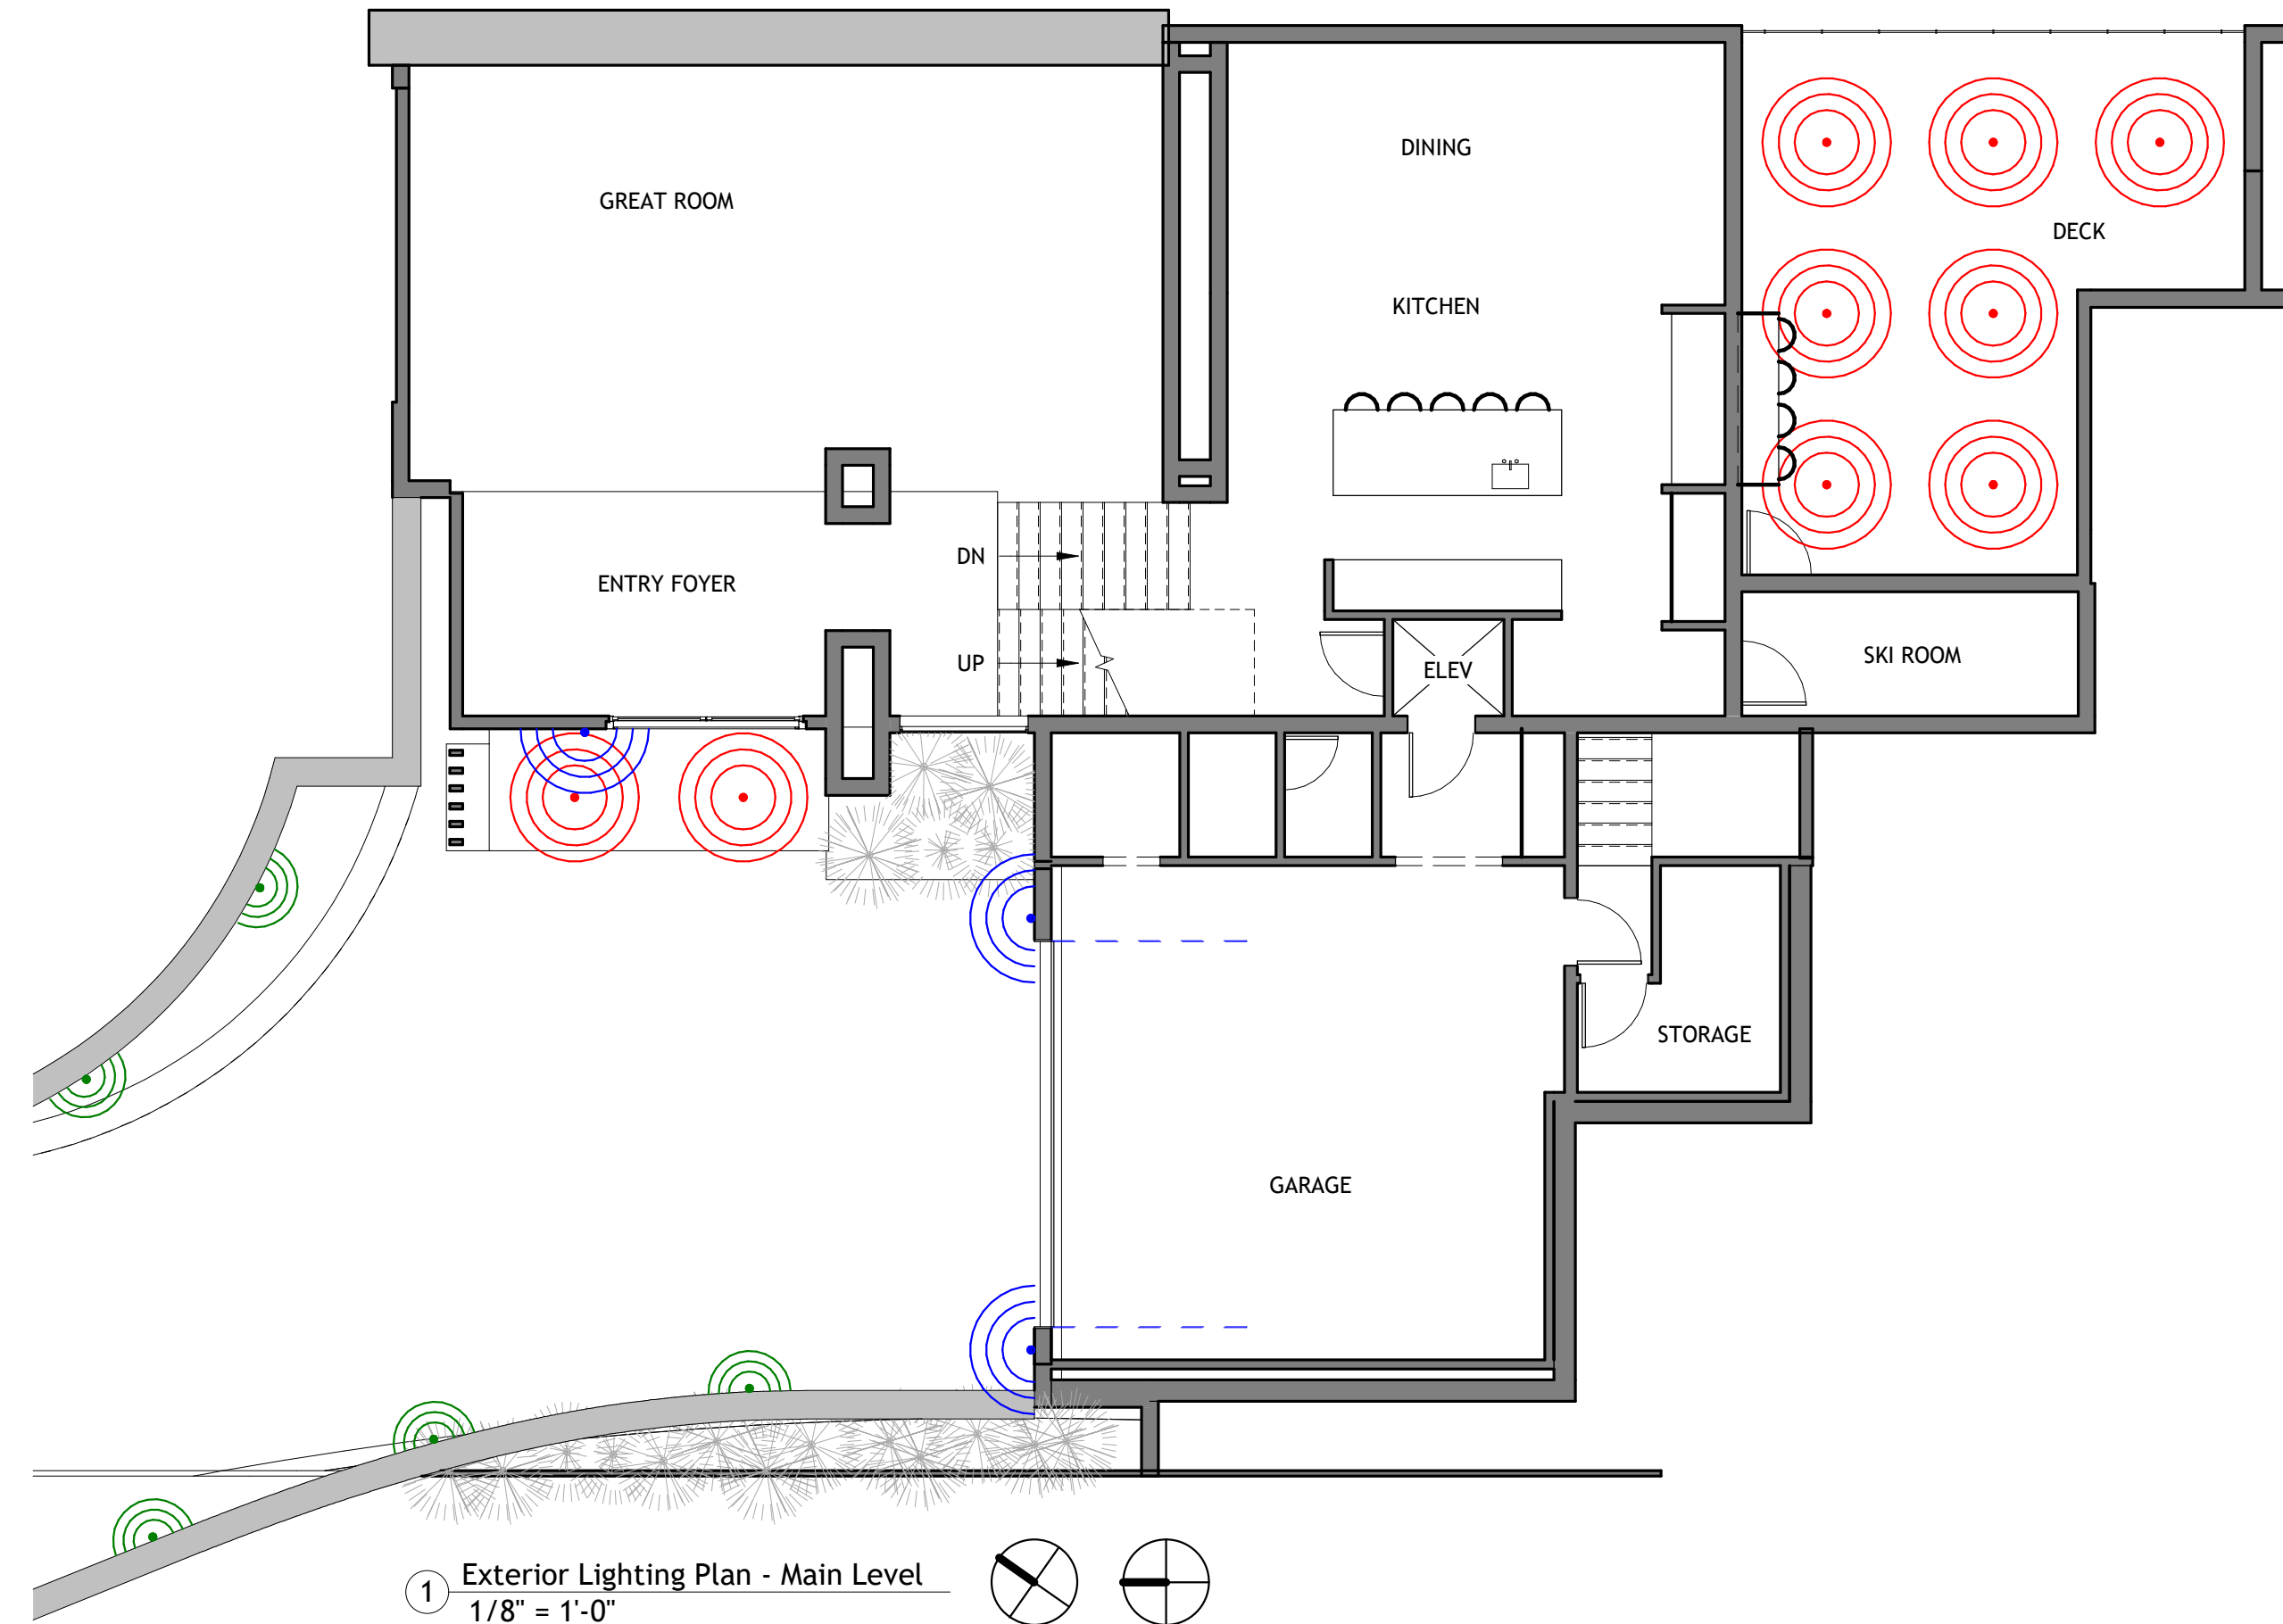 DINING
GREAT ROOM
DECK
KITCHEN
DN
ENTRY FOYER
UP
ELEV
SKI ROOM
STORAGE
GARAGE
1 Exterior Lighting Plan - Main Level
1/8" = 1'-0"